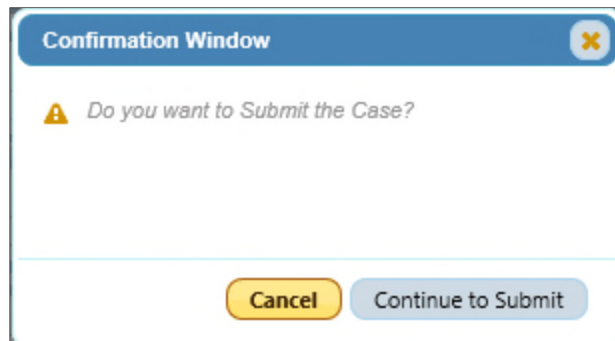 Confirmation Window
Do you want to Submit the Case?
Cancel
Continue to Submit